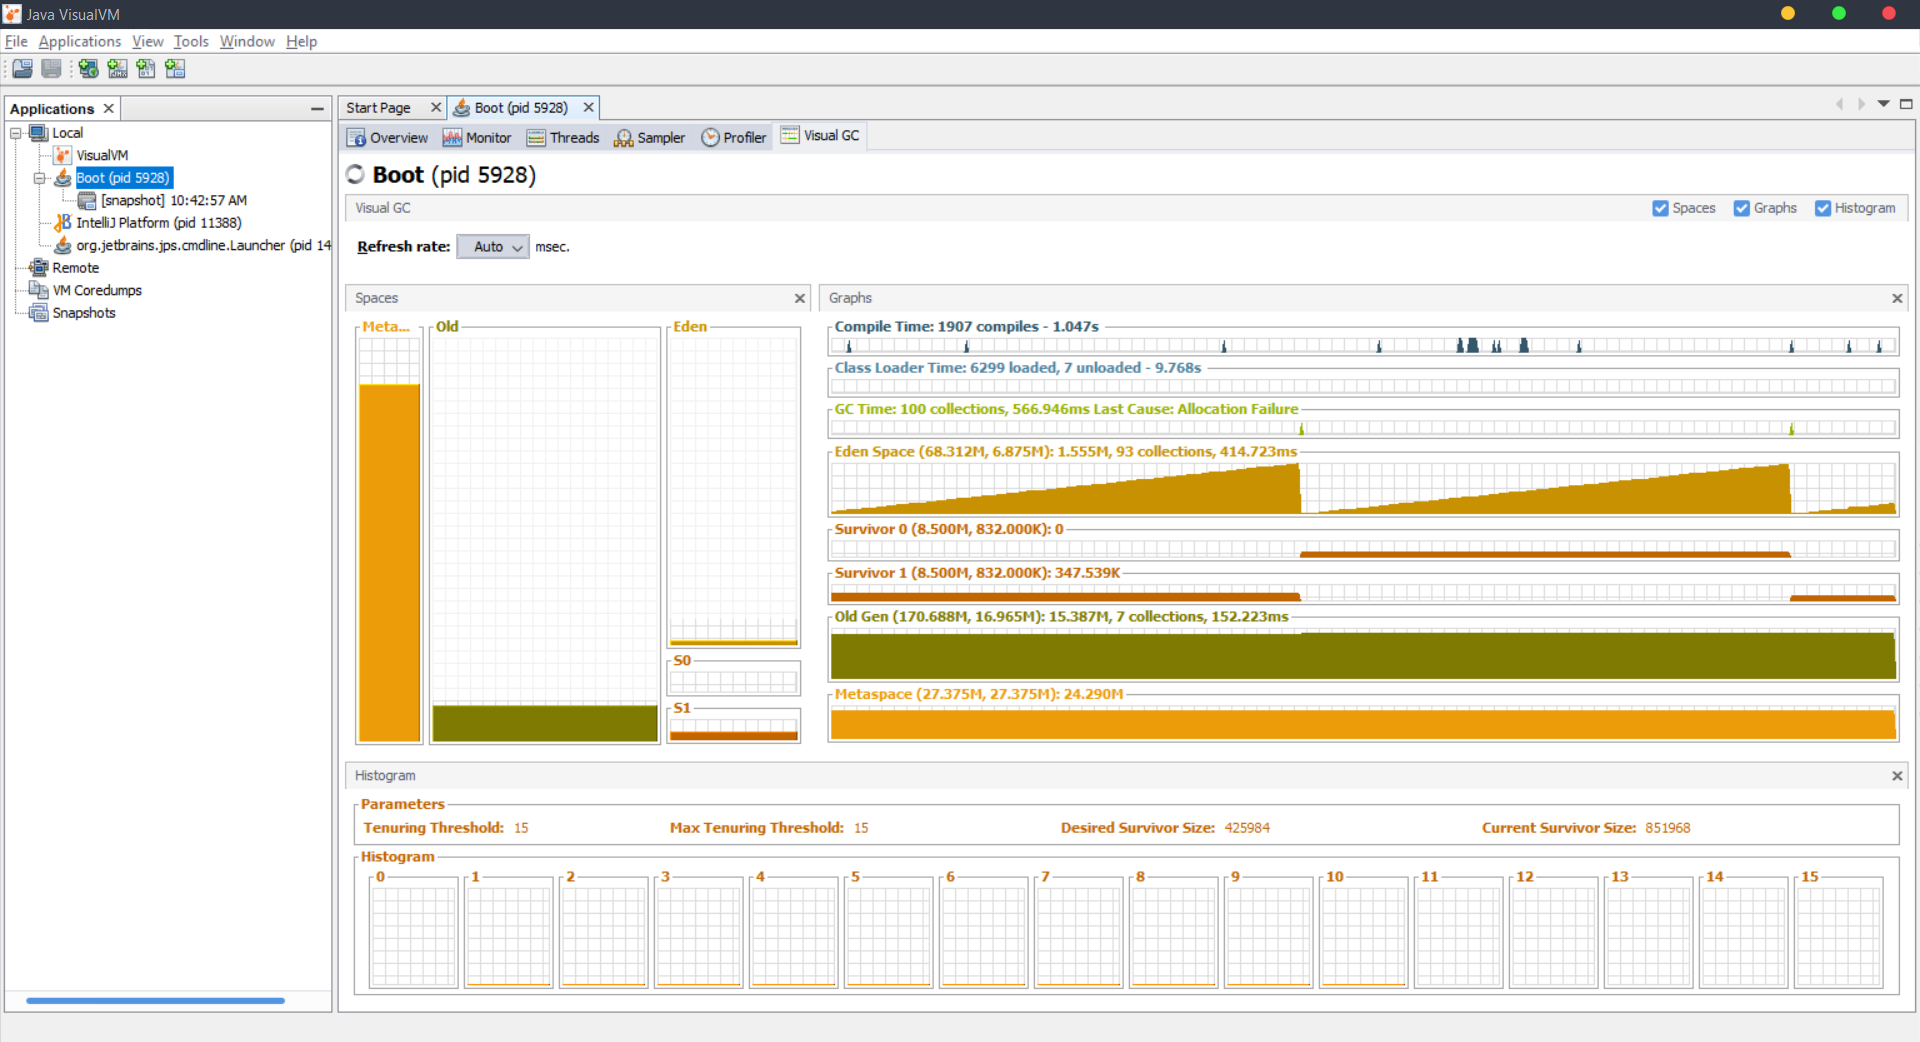 Java VisualVM
File Applications View Tools Window Help
Applications
Local
VisualVM
Boot (pid 5928)
[snapshot] 10:42:57 AM
IntelliJ Platform (pid 11388)
org.jetbrains.jps.cmdline.Launcher (pid 14
Remote
VM Coredumps
Snapshots
Start Page Boot (pid 5928)
Overview Monitor Threads Sampler Profiler Visual GC
Boot (pid 5928)
Visual GC Spaces Graphs Histogram
Refresh rate: Auto msec.
Spaces
Meta... Old Eden
S0
S1
Graphs
Compile Time: 1907 compiles - 1.047s
Class Loader Time: 6299 loaded, 7 unloaded - 9.768s
GC Time: 100 collections, 566.946ms Last Cause: Allocation Failure
Eden Space (68.312M, 6.875M): 1.555M, 93 collections, 414.723ms
Survivor 0 (8.500M, 832.000K): 0
Survivor 1 (8.500M, 832.000K): 347.539K
Old Gen (170.688M, 16.965M): 15.387M, 7 collections, 152.223ms
Metaspace (27.375M, 27.375M): 24.290M
Histogram
Parameters
Tenuring Threshold: 15 Max Tenuring Threshold: 15 Desired Survivor Size: 425984 Current Survivor Size: 851968
Histogram
0 1 2 3 4 5 6 7 8 9 10 11 12 13 14 15